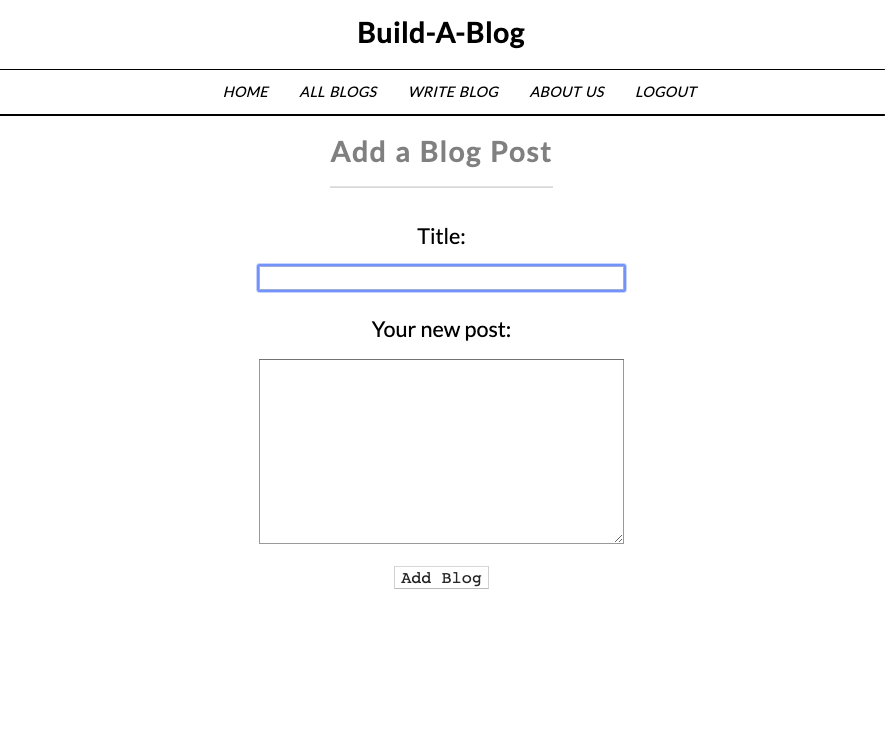 Build-A-Blog
HOME ALL BLOGS WRITE BLOG ABOUT US LOGOUT
Add a Blog Post
Title:
Your new post:
Add Blog